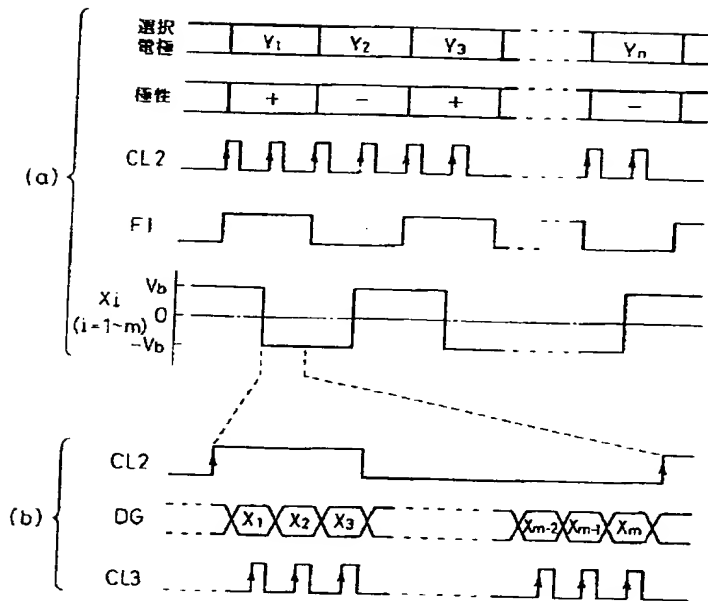 選択
電極 Y1 Y2 Y3 Yn
極性 + - + -
(a)
CL2
F1
Xi
(i=1~m)
Vb
0
-Vb
(b)
CL2
DG X1 X2 X3 Xm-2 Xm-1 Xm
CL3